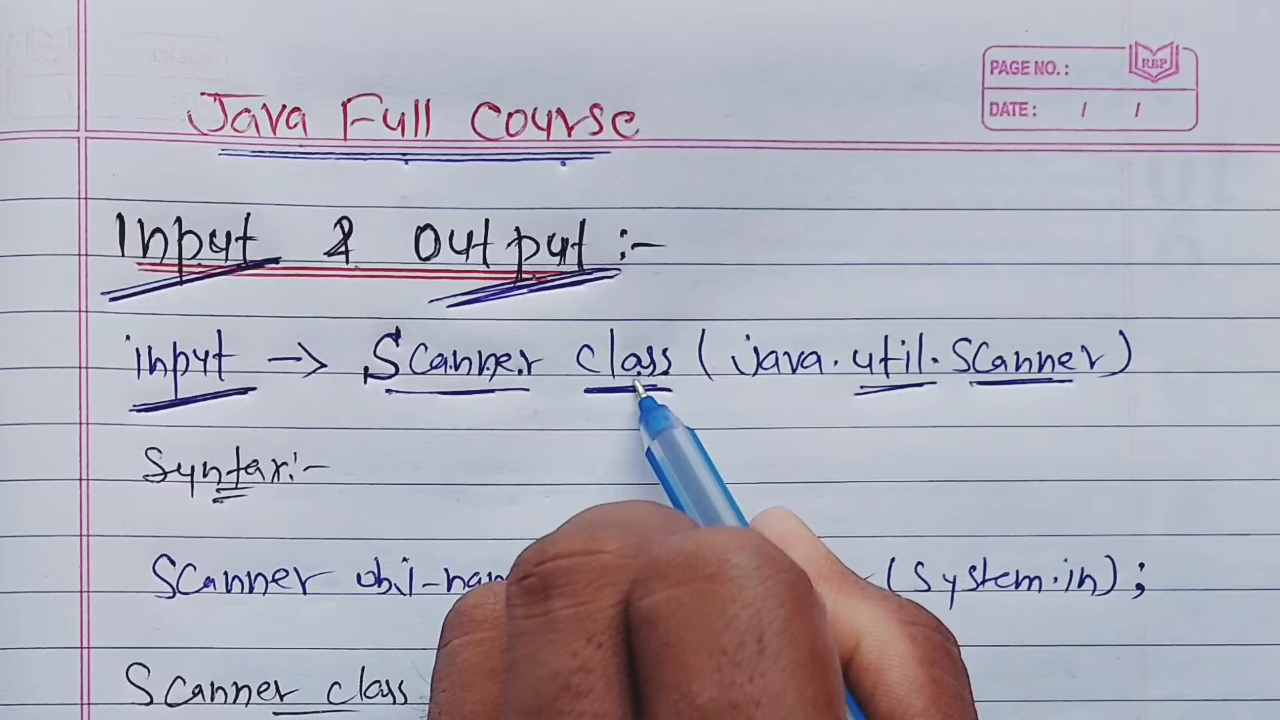 PAGE NO. :
RBP
DATE : / /
Java Full Course
Input & Output :-
input -> Scanner class (java.util.Scanner)
Syntax:-
Scanner (System.in);
Scanner class